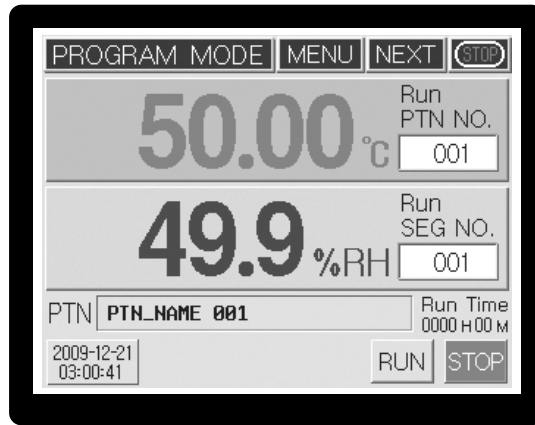 PROGRAM MODE MENU NEXT STOP
50.00 °C
Run
PTN NO.
001
49.9 %RH
Run
SEG NO.
001
PTN PTN_NAME 001
Run Time
0000 H 00 M
2009-12-21
03:00:41
RUN STOP